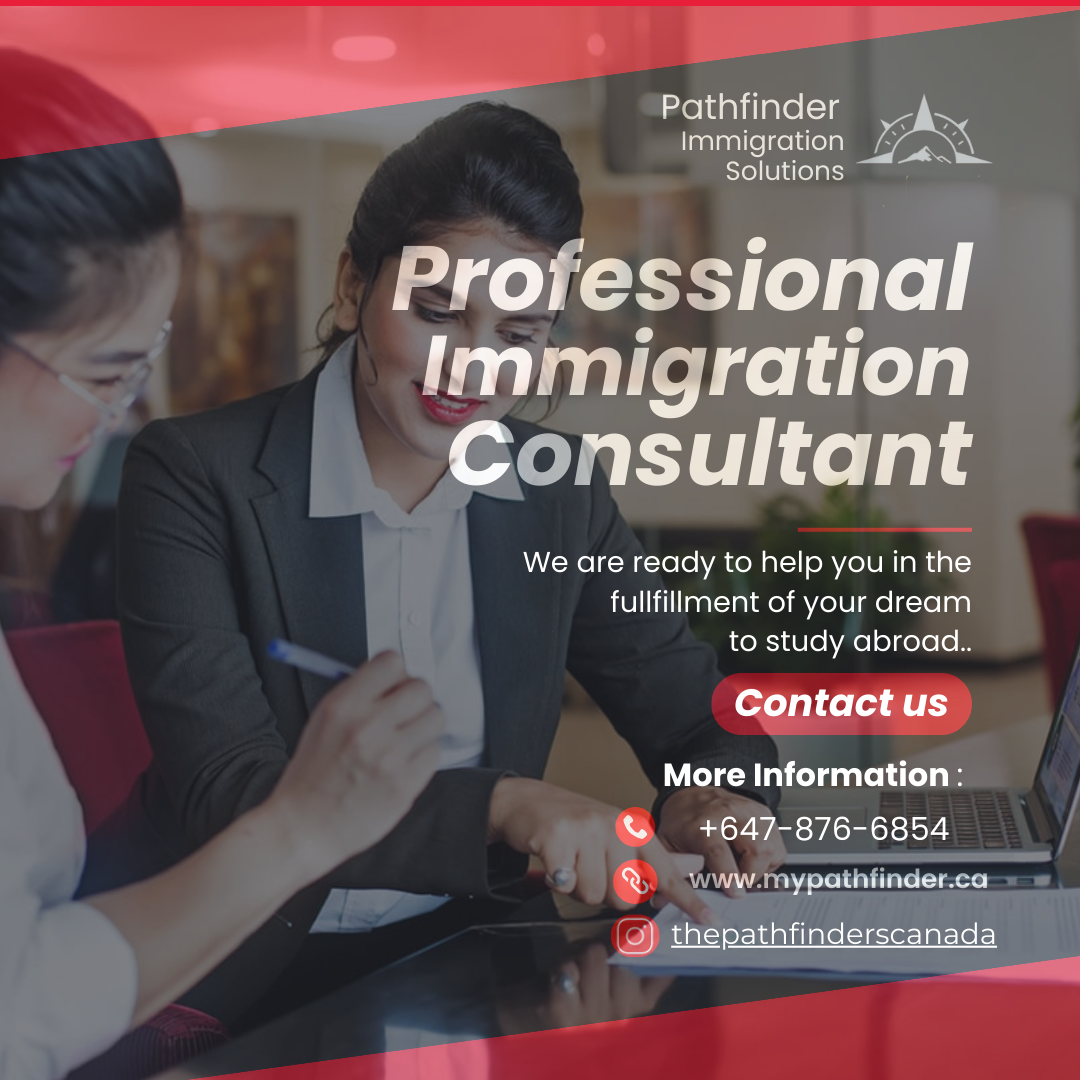 Pathfinder
Immigration
Solutions
Professional
Immigration
Consultant
We are ready to help you in the
fullfillment of your dream
to study abroad..
Contact us
More Information :
+647-876-6854
www.mypathfinder.ca
thepathfinderscanada